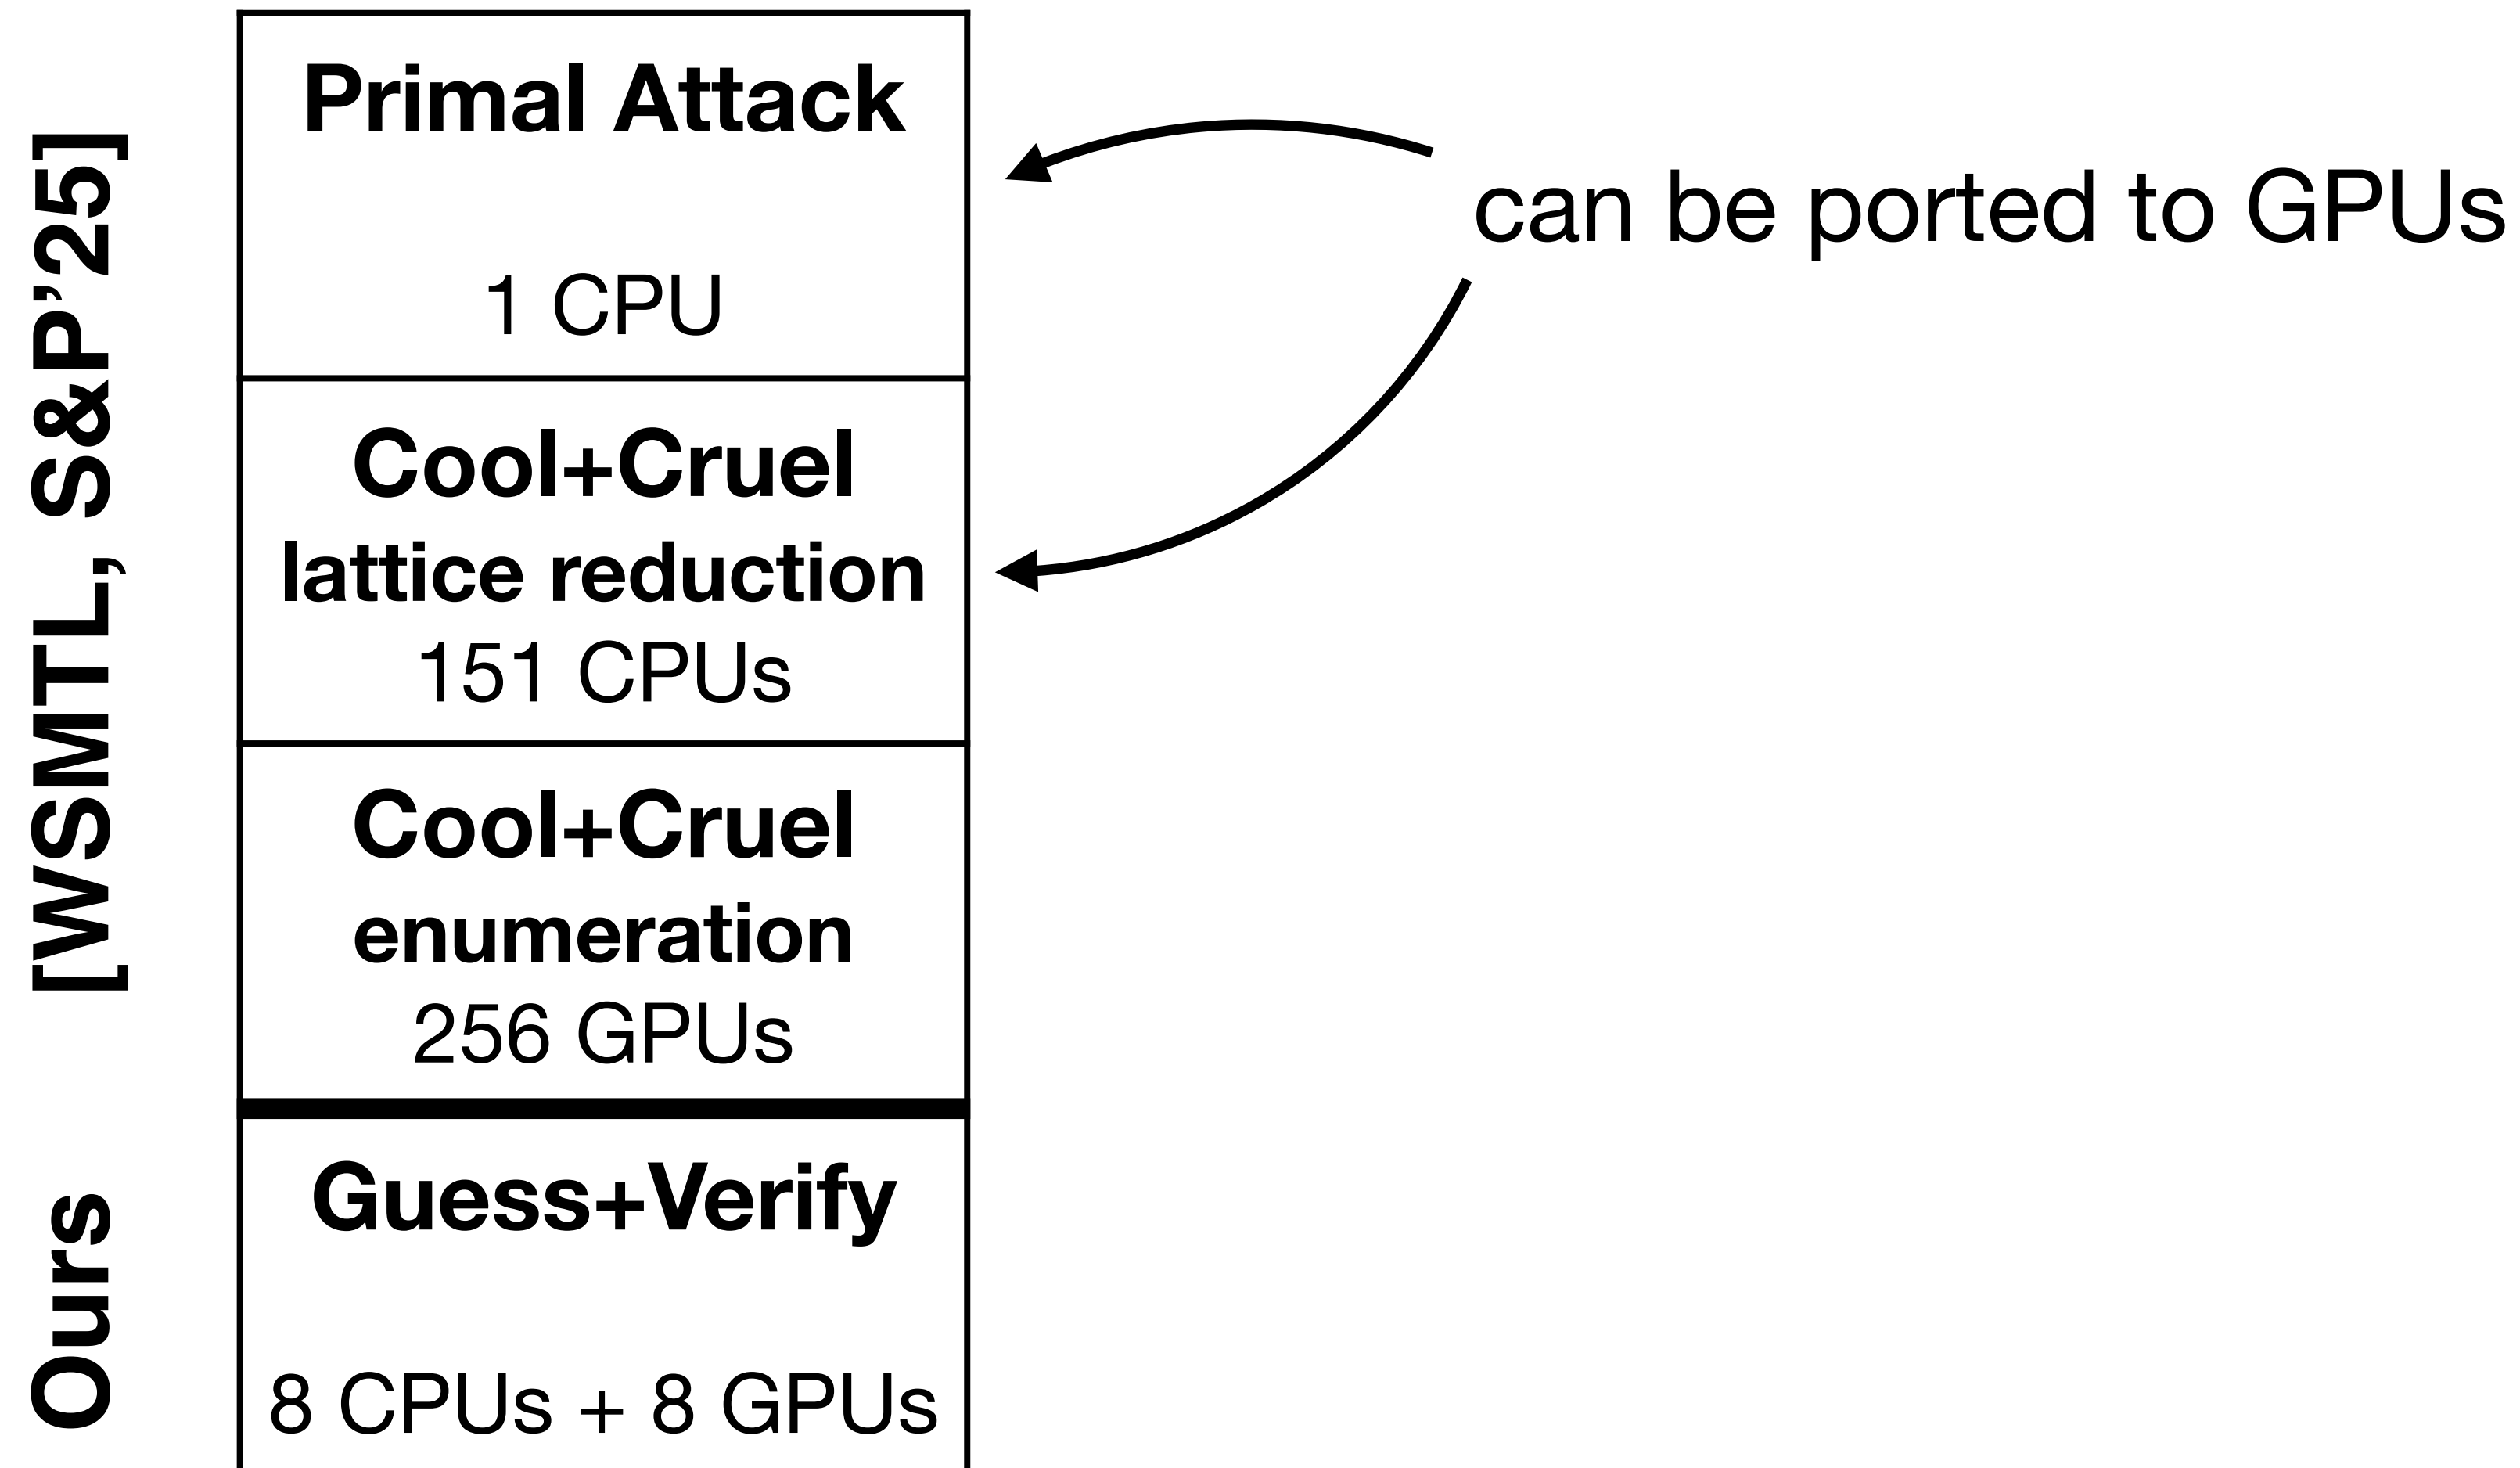 [WSMTL, S&P’25]
Primal Attack
1 CPU
can be ported to GPUs
Cool+Cruel
lattice reduction
151 CPUs
Cool+Cruel
enumeration
256 GPUs
Ours
Guess+Verify
8 CPUs + 8 GPUs